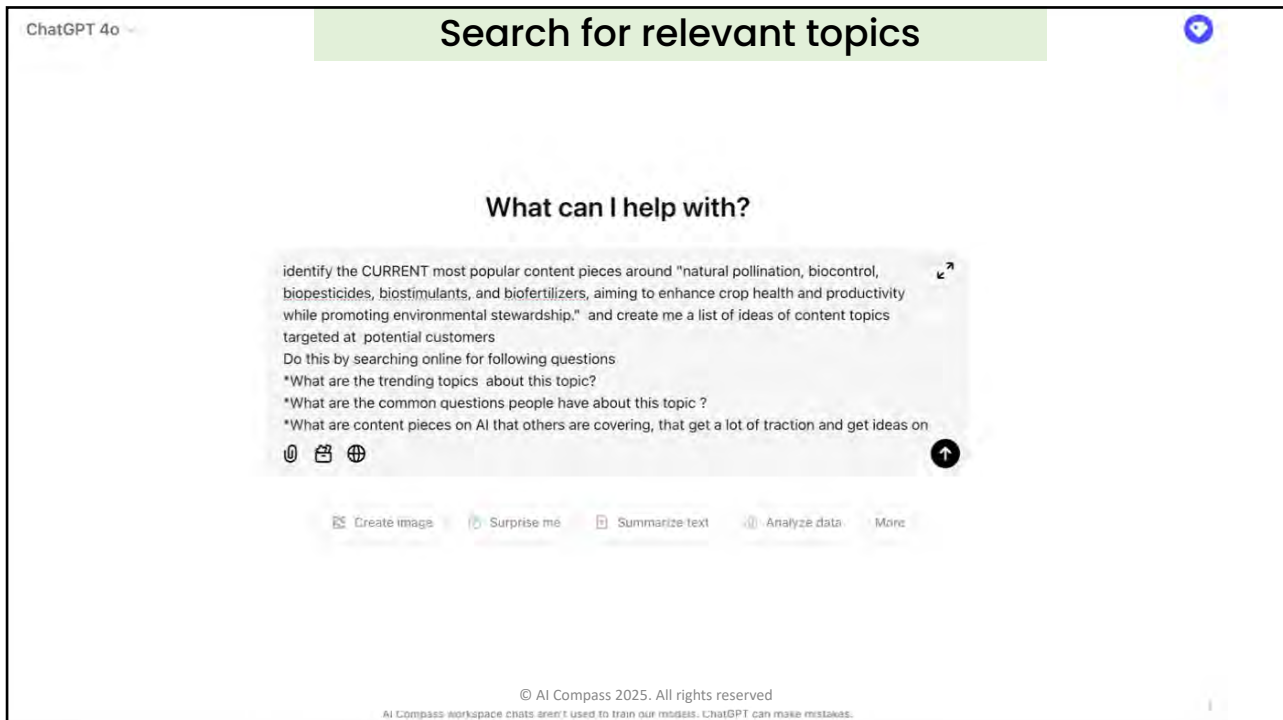 ChatGPT 4o
Search for relevant topics
What can I help with?
identify the CURRENT most popular content pieces around "natural pollination, biocontrol,
biopesticides, biostimulants, and biofertilizers, aiming to enhance crop health and productivity
while promoting environmental stewardship."  and create me a list of ideas of content topics
targeted at  potential customers
Do this by searching online for following questions
*What are the trending topics  about this topic?
*What are the common questions people have about this topic ?
*What are content pieces on AI that others are covering, that get a lot of traction and get ideas on
Create image Surprise me Summarize text Analyze data More
© AI Compass 2025. All rights reserved
AI Compass workspace chats aren't used to train our models. ChatGPT can make mistakes.